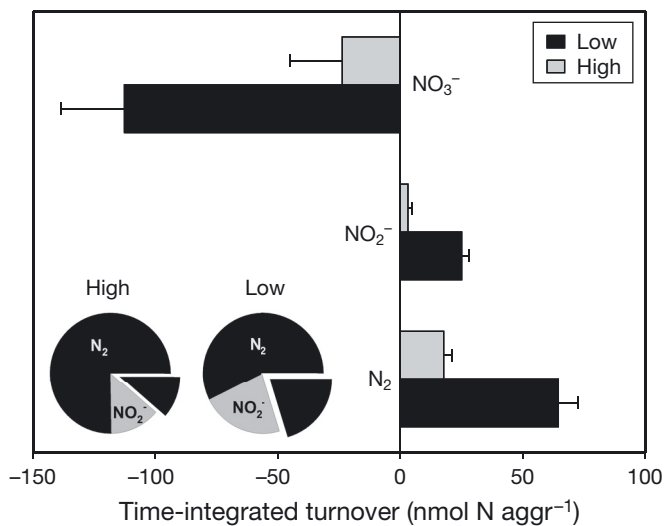 Low
High
NO₃⁻
NO₂⁻
High
Low
N₂
N₂
N₂
NO₂⁻
NO₂⁻
−150
−100
−50
0
50
100
Time-integrated turnover (nmol N aggr⁻¹)